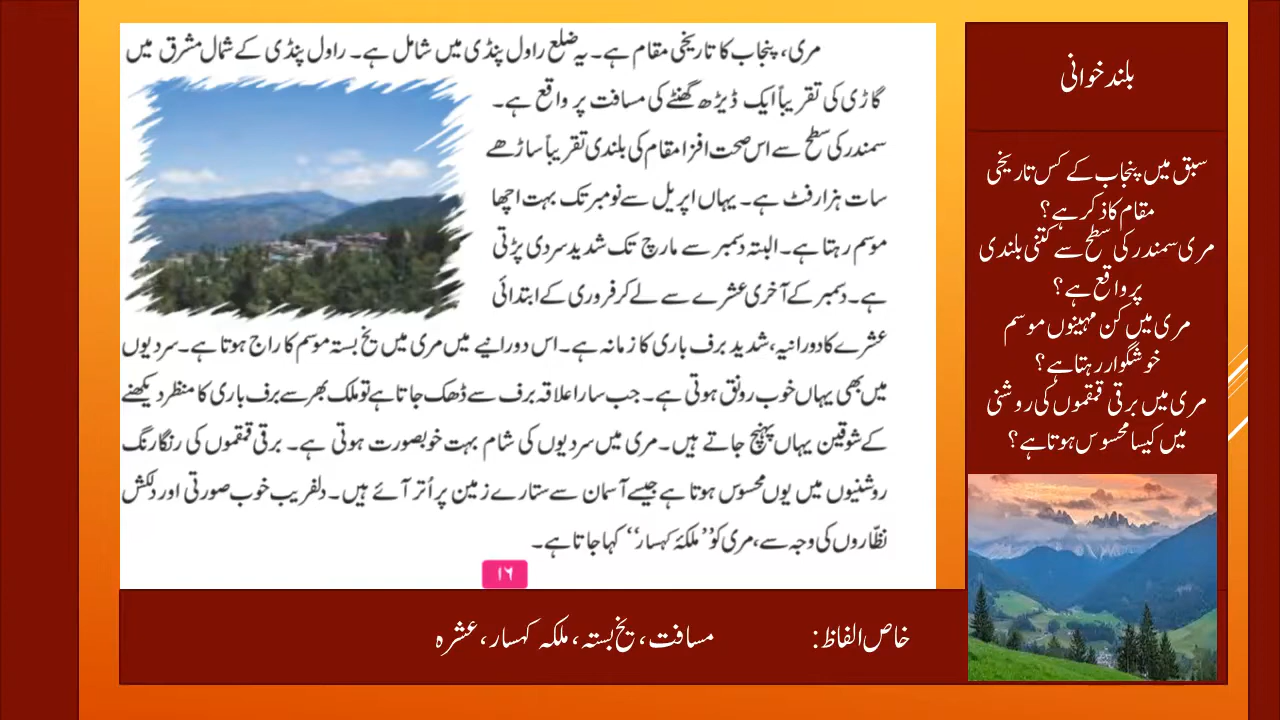 مری، پنجاب کا تاریخی مقام ہے۔ یہ ضلع راول پنڈی میں شامل ہے۔ راول پنڈی کے شمال مشرق میں
گاڑی کی تقریباً ایک ڈیڑھ گھنٹے کی مسافت پر واقع ہے۔
سمندر کی سطح سے اس صحت افزا مقام کی بلندی تقریباً ساڑھے
سات ہزار فٹ ہے۔ یہاں اپریل سے نومبر تک بہت اچھا
موسم رہتا ہے۔ البتہ دسمبر سے مارچ تک شدید سردی پڑتی
ہے۔ دسمبر کے آخری عشرے سے لے کر فروری کے ابتدائی
عشرے کا دورانیہ، شدید برف باری کا زمانہ ہے۔ اس دورانیے میں مری میں یخ بستہ موسم کا راج ہوتا ہے۔ سردیوں
میں بھی یہاں خوب رونق ہوتی ہے۔ جب سارا علاقہ برف سے ڈھک جاتا ہے تو ملک بھر سے برف باری کا منظر دیکھنے
کے شوقین یہاں پہنچ جاتے ہیں۔ مری میں سردیوں کی شام بہت خوبصورت ہوتی ہے۔ برقی قمقموں کی رنگا رنگ
روشنیوں میں یوں محسوس ہوتا ہے جیسے آسمان سے ستارے زمین پر اُتر آئے ہیں۔ دلفریب خوب صورتی اور دلکش
نظّاروں کی وجہ سے، مری کو ”ملکۂ کہسار“ کہا جاتا ہے۔
۱۶
بلند خوانی
سبق میں پنجاب کے کس تاریخی
مقام کا ذکر ہے؟
مری سمندر کی سطح سے کتنی بلندی
پر واقع ہے؟
مری میں کن مہینوں موسم
خوشگوار رہتا ہے؟
مری میں برقی قمقموں کی روشنی
میں کیسا محسوس ہوتا ہے؟
خاص الفاظ: مسافت، یخ بستہ، ملکہ کہسار، عشرہ